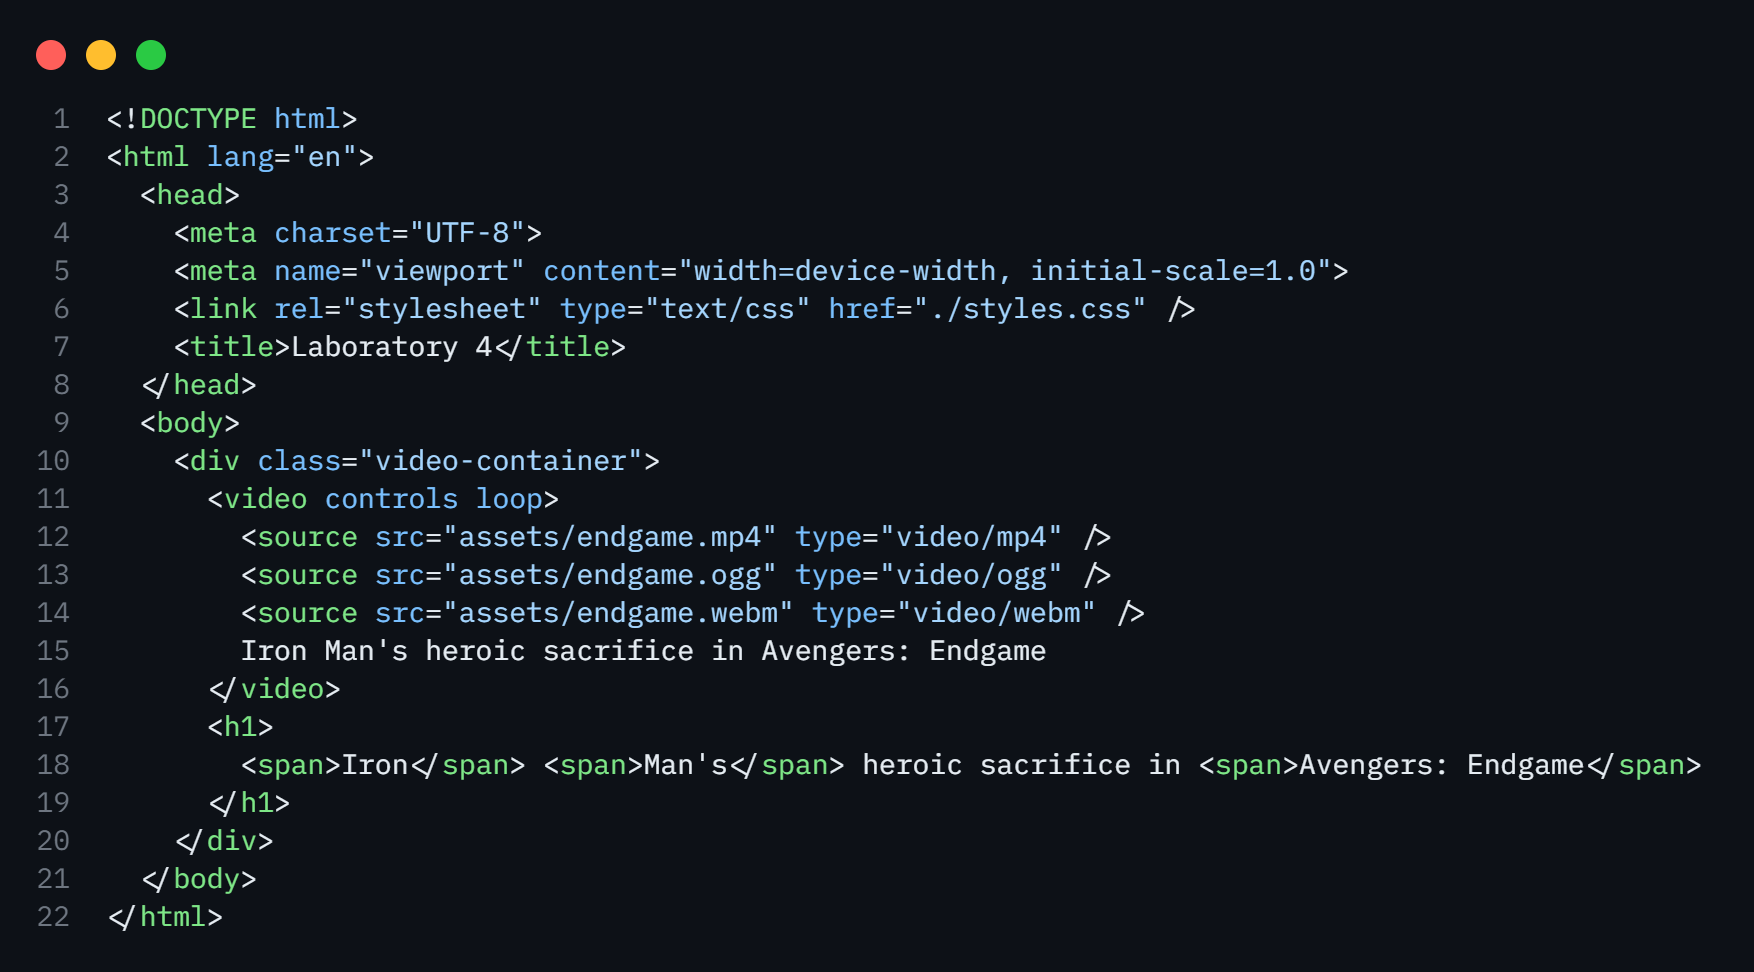 1 <!DOCTYPE html>
2 <html lang="en">
3   <head>
4     <meta charset="UTF-8">
5     <meta name="viewport" content="width=device-width, initial-scale=1.0">
6     <link rel="stylesheet" type="text/css" href="./styles.css" />
7     <title>Laboratory 4</title>
8   </head>
9   <body>
10     <div class="video-container">
11       <video controls loop>
12         <source src="assets/endgame.mp4" type="video/mp4" />
13         <source src="assets/endgame.ogg" type="video/ogg" />
14         <source src="assets/endgame.webm" type="video/webm" />
15         Iron Man's heroic sacrifice in Avengers: Endgame
16       </video>
17       <h1>
18         <span>Iron</span> <span>Man's</span> heroic sacrifice in <span>Avengers: Endgame</span>
19       </h1>
20     </div>
21   </body>
22 </html>